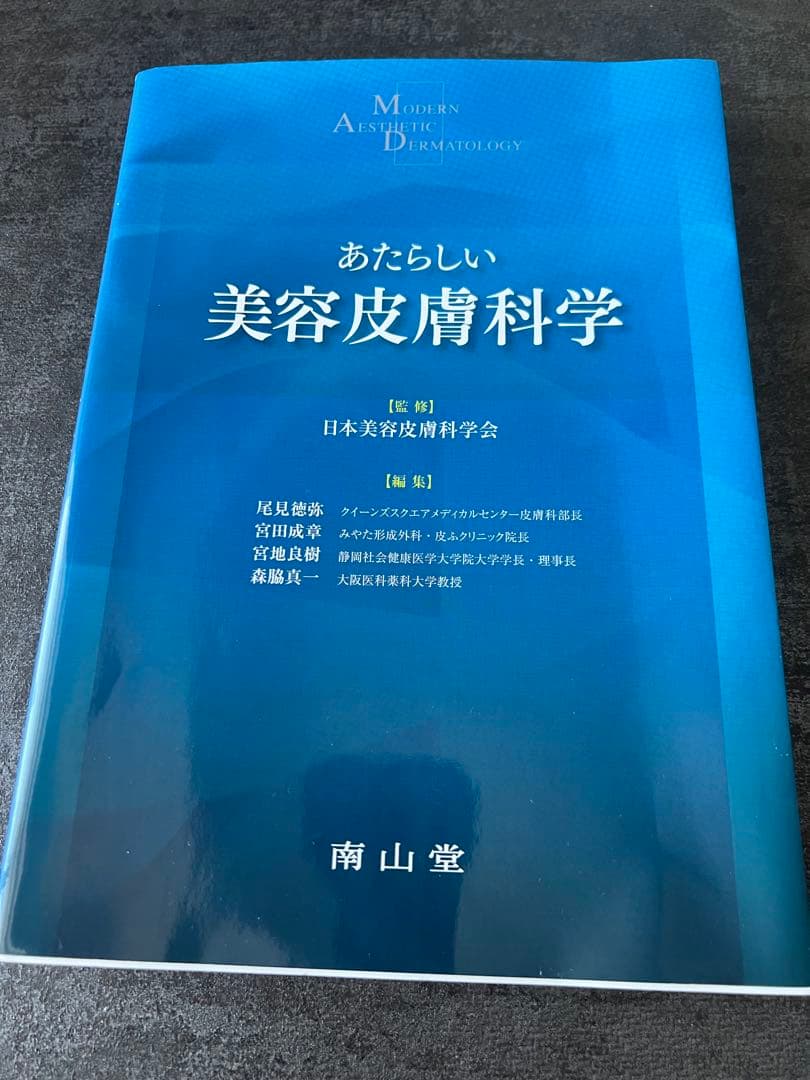 MODERN
AESTHETIC
DERMATOLOGY
あたらしい
美容皮膚科学
【監修】
日本美容皮膚科学会
【編集】
尾見徳弥 クイーンズスクエアメディカルセンター皮膚科部長
宮田成章 みやた形成外科・皮ふクリニック院長
宮地良樹 静岡社会健康医学大学院大学学長・理事長
森脇真一 大阪医科薬科大学教授
南山堂